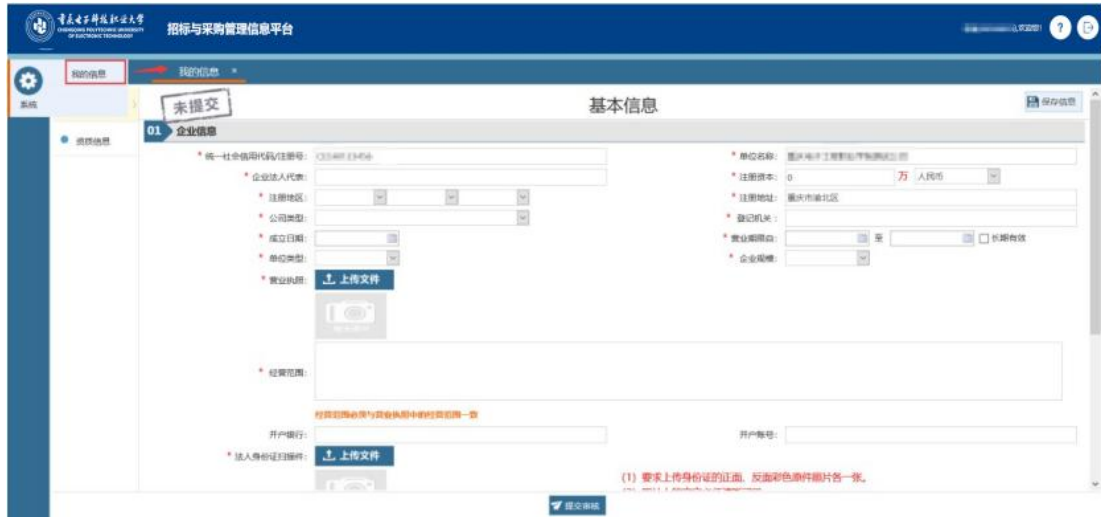 重庆电子科技职业大学
CHONGQING POLYTECHNIC UNIVERSITY
OF ELECTRONIC TECHNOLOGY
招标与采购管理信息平台
欢迎您!
?
系统
我的信息
我的信息 ×
资质信息
未提交
基本信息
保存信息
01 企业信息
* 统一社会信用代码/注册号:
* 单位名称:
* 企业法人代表:
* 注册资本: 0 万 人民币
* 注册地区:
* 注册地址: 重庆市渝北区
* 公司类型:
* 登记机关:
* 成立日期:
* 营业期限自: 至 长期有效
* 单位类型:
* 企业规模:
* 营业执照: 上传文件
* 经营范围:
经营范围必须与营业执照中的经营范围一致
开户银行:
开户账号:
* 法人身份证扫描件: 上传文件
(1) 要求上传身份证的正面、反面彩色原件照片各一张。
提交审核